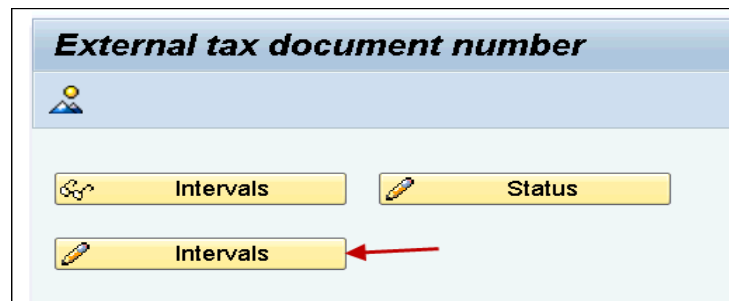 External tax document number
Intervals
Status
Intervals